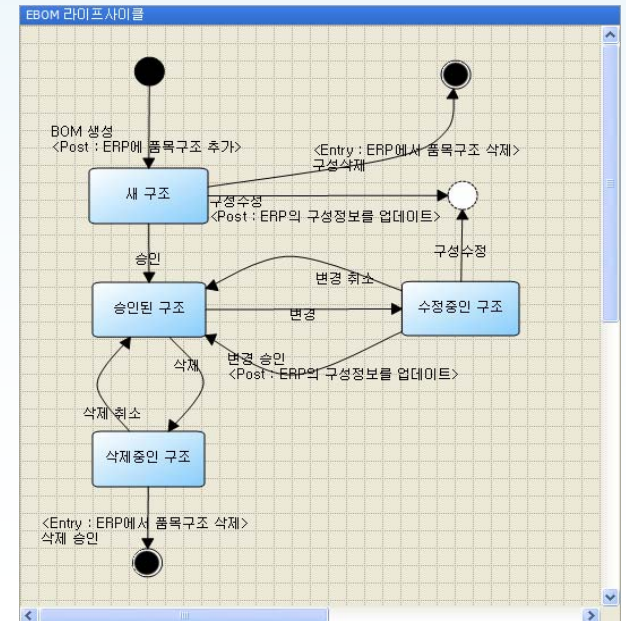 EBOM 라이프사이클
BOM 생성
<Post : ERP에 품목구조 추가>
<Entry : ERP에서 품목구조 삭제>
구성삭제
새 구조
구성수성
<Post : ERP의 구성정보를 업데이트>
승인
구성수정
변경 취소
승인된 구조
변경
수정중인 구조
삭제
변경 승인
<Post : ERP의 구성정보를 업데이트>
삭제 취소
삭제중인 구조
<Entry : ERP에서 품목구조 삭제>
삭제 승인